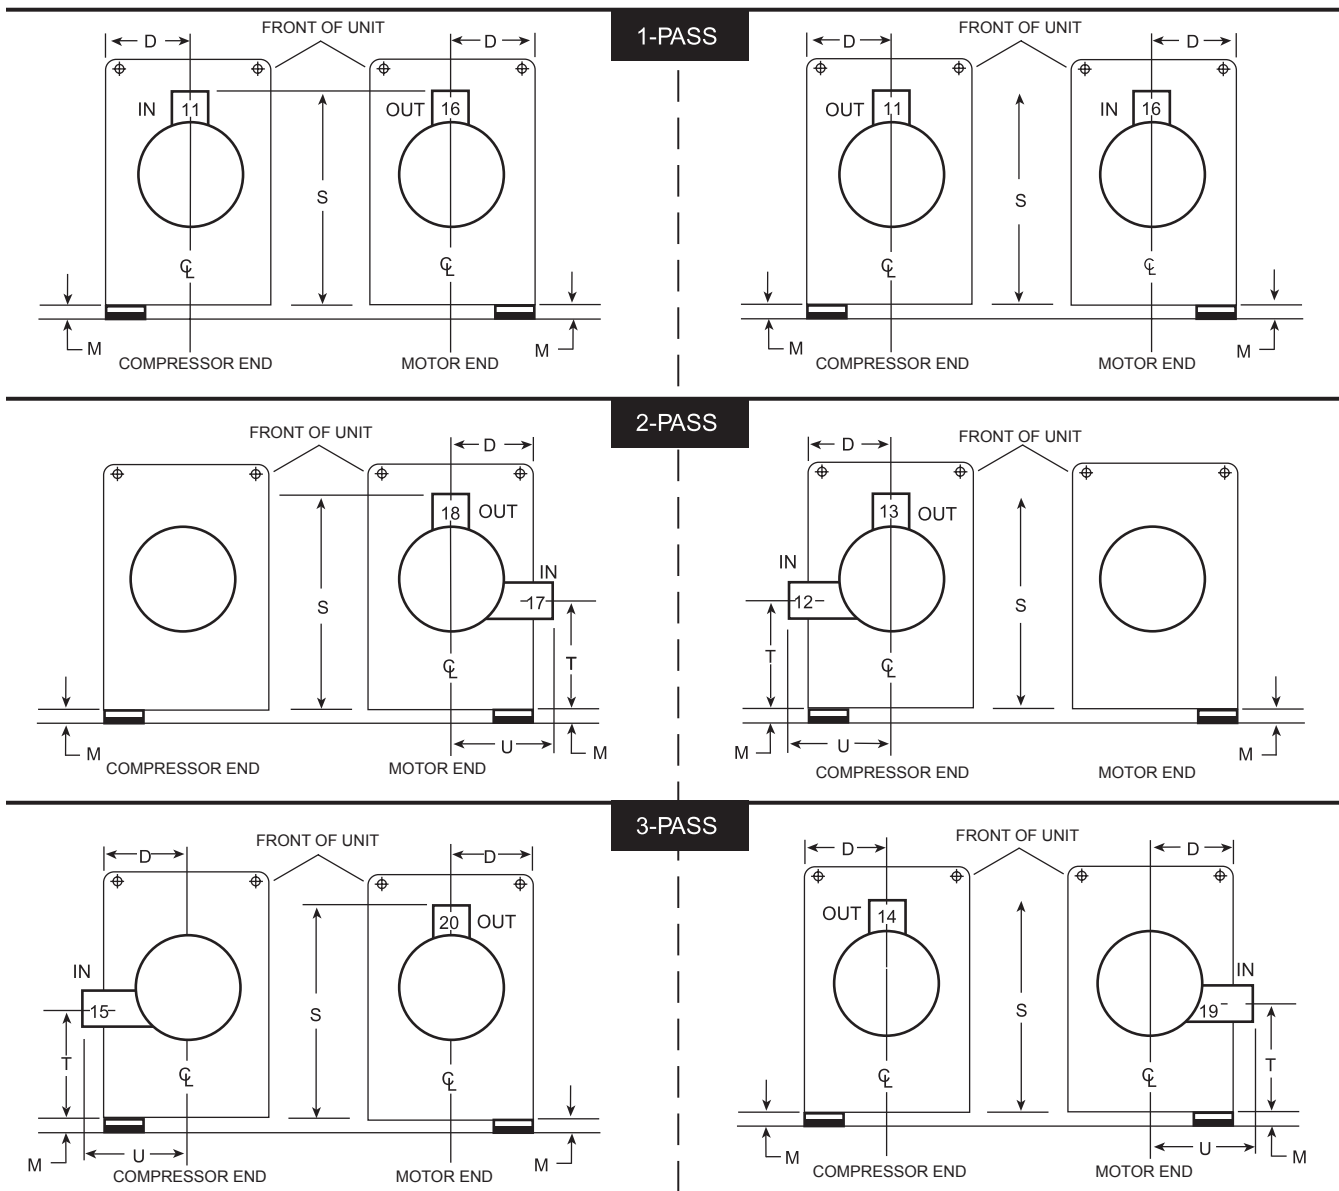 1-PASS
FRONT OF UNIT
D
D
IN
11
OUT
16
S
℄
℄
M
M
COMPRESSOR END
MOTOR END
FRONT OF UNIT
D
D
OUT
11
IN
16
S
℄
℄
M
M
COMPRESSOR END
MOTOR END
2-PASS
FRONT OF UNIT
D
18
OUT
IN
17
S
T
℄
M
U
M
COMPRESSOR END
MOTOR END
FRONT OF UNIT
D
13
OUT
IN
12
S
T
℄
M
U
M
COMPRESSOR END
MOTOR END
3-PASS
FRONT OF UNIT
D
D
20
OUT
IN
15
S
T
℄
℄
M
U
M
COMPRESSOR END
MOTOR END
FRONT OF UNIT
D
D
OUT
14
IN
19
S
T
℄
℄
M
U
M
COMPRESSOR END
MOTOR END